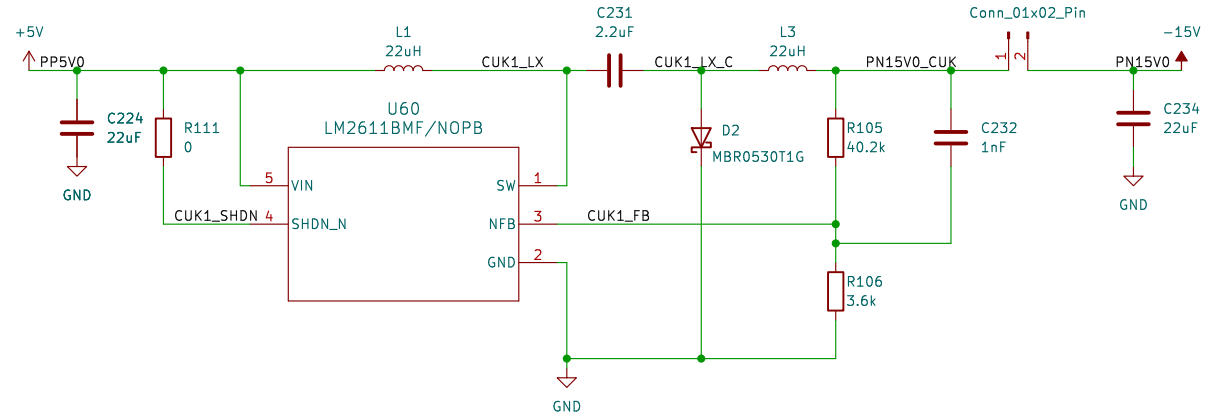 C231
2.2uF
Conn_01x02_Pin
+5V
L1
22uH
L3
22uH
-15V
PP5V0
CUK1_LX
CUK1_LX_C
PN15V0_CUK
1
2
PN15V0
C224
22uF
R111
0
U60
LM2611BMF/NOPB
D2
MBR0530T1G
R105
40.2k
C232
1nF
C234
22uF
GND
5
VIN
SW
1
GND
CUK1_SHDN
4
SHDN_N
NFB
3
CUK1_FB
GND
2
R106
3.6k
GND